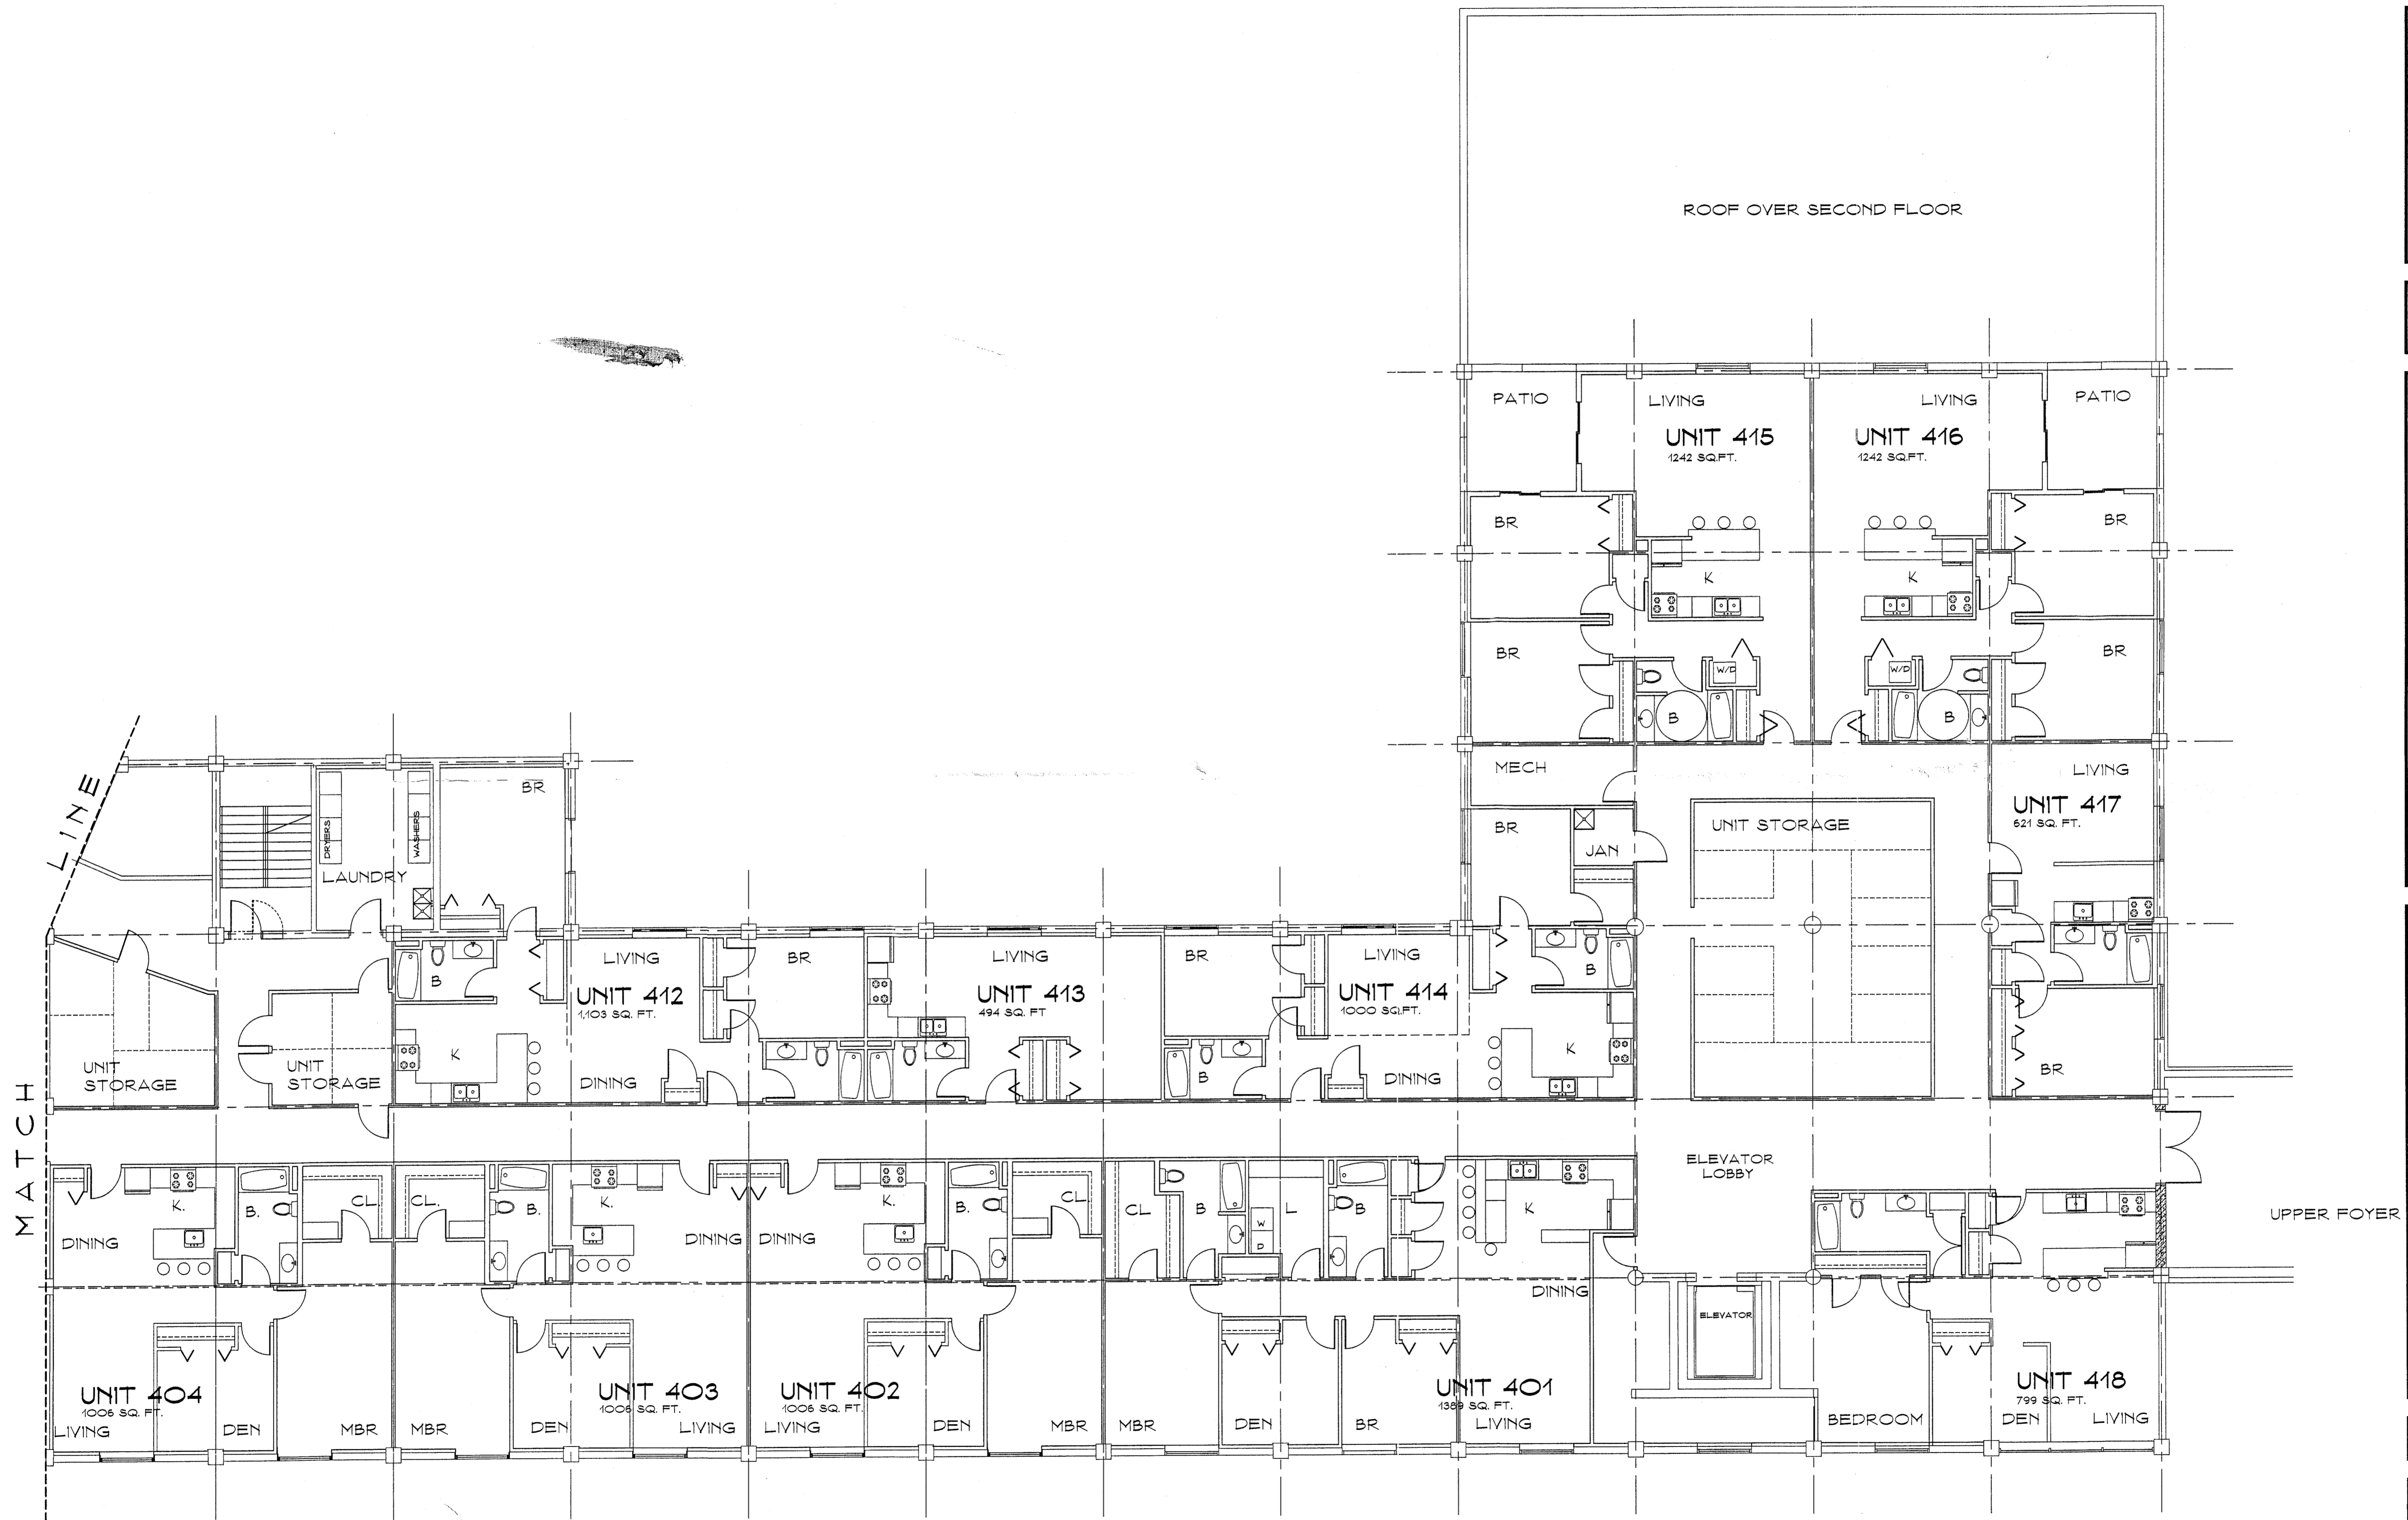 ROOF OVER SECOND FLOOR
PATIO
LIVING
LIVING
PATIO
UNIT 415
1242 SQ.FT.
UNIT 416
1242 SQ.FT.
BR
BR
K
K
BR
BR
W/D
W/D
B
B
MECH
LIVING
UNIT 417
621 SQ. FT.
BR
JAN
UNIT STORAGE
LINE
BR
DRYERS
WASHERS
LAUNDRY
B
LIVING
BR
LIVING
BR
LIVING
B
UNIT 412
1,103 SQ. FT.
UNIT 413
494 SQ. FT
UNIT 414
1000 SQ.FT.
UNIT
STORAGE
UNIT
STORAGE
K
DINING
B
DINING
K
BR
MATCH
ELEVATOR
LOBBY
UPPER FOYER
K.
B.
CL.
CL.
B.
K.
K.
B.
CL.
CL
B
W
D
L
B
K
DINING
DINING
DINING
DINING
ELEVATOR
UNIT 404
1006 SQ. FT.
LIVING
DEN
MBR
MBR
DEN
UNIT 403
1006 SQ. FT.
LIVING
UNIT 402
1006 SQ. FT.
LIVING
DEN
MBR
MBR
DEN
BR
UNIT 401
1389 SQ. FT.
LIVING
BEDROOM
UNIT 418
799 SQ. FT.
DEN
LIVING